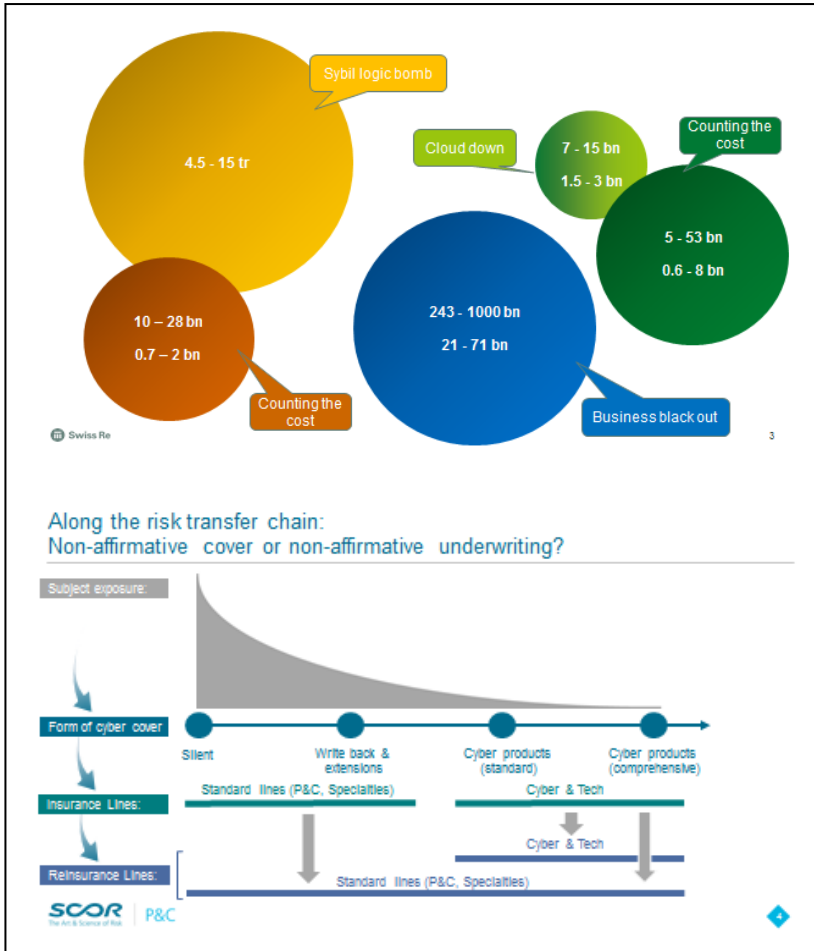 Sybil logic bomb
4.5 - 15 tr
Cloud down
7 - 15 bn
1.5 - 3 bn
Counting the
cost
5 - 53 bn
0.6 - 8 bn
10 – 28 bn
0.7 – 2 bn
Counting the
cost
243 - 1000 bn
21 - 71 bn
Business black out
Swiss Re
3
Along the risk transfer chain:
Non-affirmative cover or non-affirmative underwriting?
Subject exposure:
Form of cyber cover
Silent
Write back &
extensions
Cyber products
(standard)
Cyber products
(comprehensive)
Insurance Lines:
Standard lines (P&C, Specialties)
Cyber & Tech
Cyber & Tech
Reinsurance Lines:
Standard lines (P&C, Specialties)
SCOR
The Art & Science of Risk
P&C
4